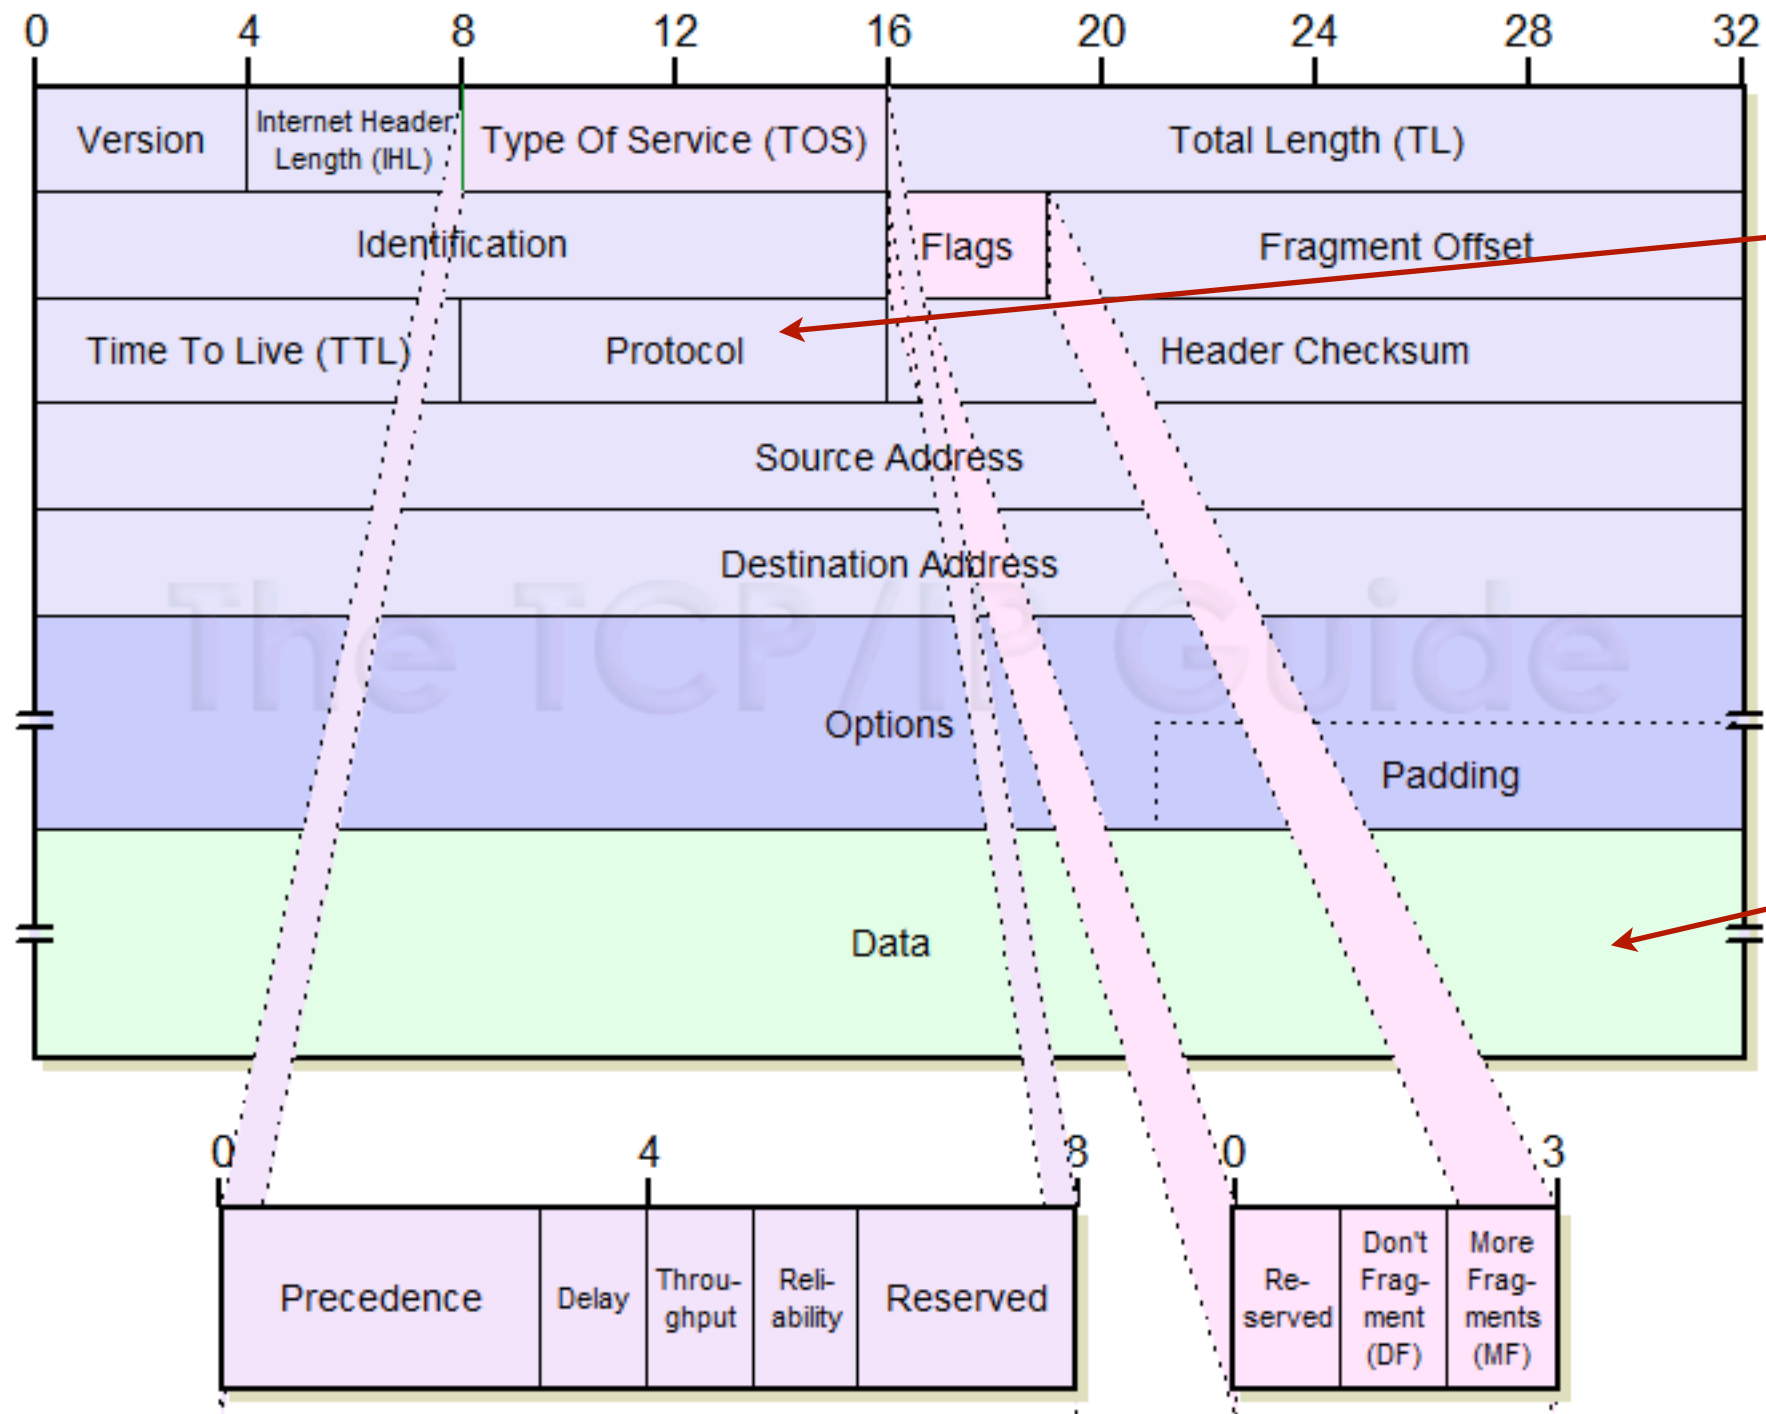 0 4 8 12 16 20 24 28 32
Version
Internet Header
Length (IHL)
Type Of Service (TOS)
Total Length (TL)
Identification
Flags
Fragment Offset
Time To Live (TTL)
Protocol
Header Checksum
Source Address
Destination Address
The TCP/IP Guide
Options
Padding
Data
0 4 8
Precedence
Delay
Throu-
ghput
Reli-
ability
Reserved
0 3
Re-
served
Don't
Frag-
ment
(DF)
More
Frag-
ments
(MF)